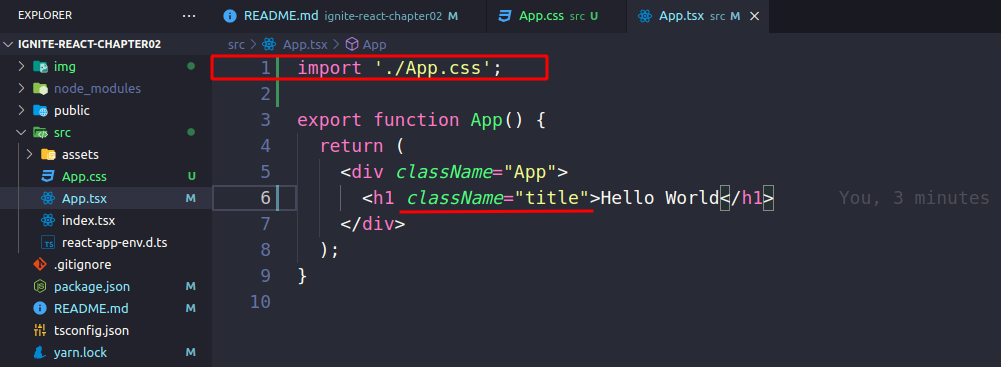 EXPLORER ··· README.md ignite-react-chapter02 M App.css src U App.tsx src M
IGNITE-REACT-CHAPTER02
src > App.tsx > App
img
node_modules
public
src
assets
App.css U
App.tsx M
index.tsx
TS react-app-env.d.ts
.gitignore
package.json M
README.md M
tsconfig.json
yarn.lock M
1 import './App.css';
2
3 export function App() {
4 return (
5 <div className="App">
6 <h1 className="title">Hello World</h1> You, 3 minutes
7 </div>
8 );
9 }
10